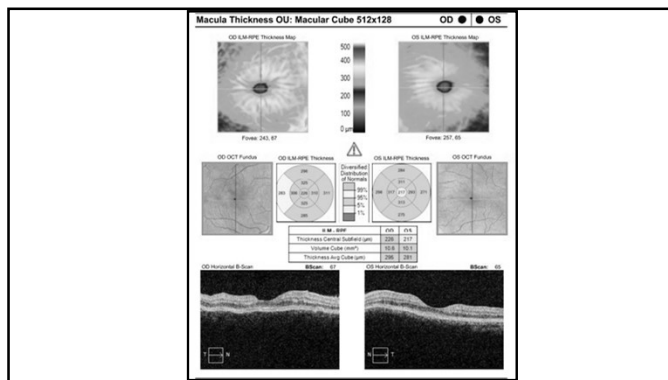 Macula Thickness OU: Macular Cube 512x128 OD OS
OD ILM-RPE Thickness Map
OS ILM-RPE Thickness Map
500
400
300
200
100
0 µm
Fovea: 243, 67
Fovea: 257, 65
OD OCT Fundus
OD ILM-RPE Thickness
Diversified
Distribution
of Normals
99%
95%
5%
1%
OS ILM-RPE Thickness
OS OCT Fundus
ILM - RPE OD OS
Thickness Central Subfield (µm) 217
Volume Cube (mm³) 10.1
Thickness Avg Cube (µm) 281
OD Horizontal B-Scan BScan: 67
OS Horizontal B-Scan BScan: 65
T N
N T